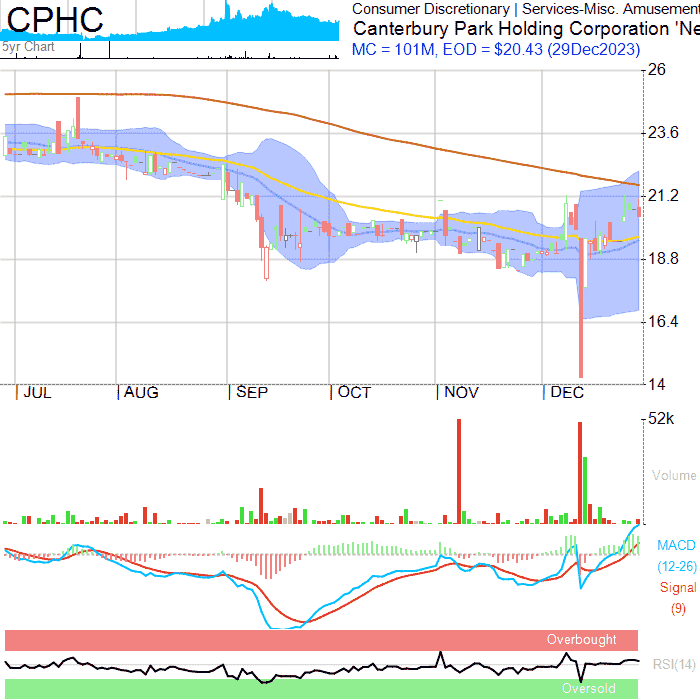 CPHC
5yr Chart
Consumer Discretionary | Services-Misc. Amusement
Canterbury Park Holding Corporation 'Ne
MC = 101M, EOD = $20.43 (29Dec2023)
26
23.6
21.2
18.8
16.4
14
JUL
AUG
SEP
OCT
NOV
DEC
52k
Volume
MACD
(12-26)
Signal
(9)
Overbought
RSI(14)
Oversold